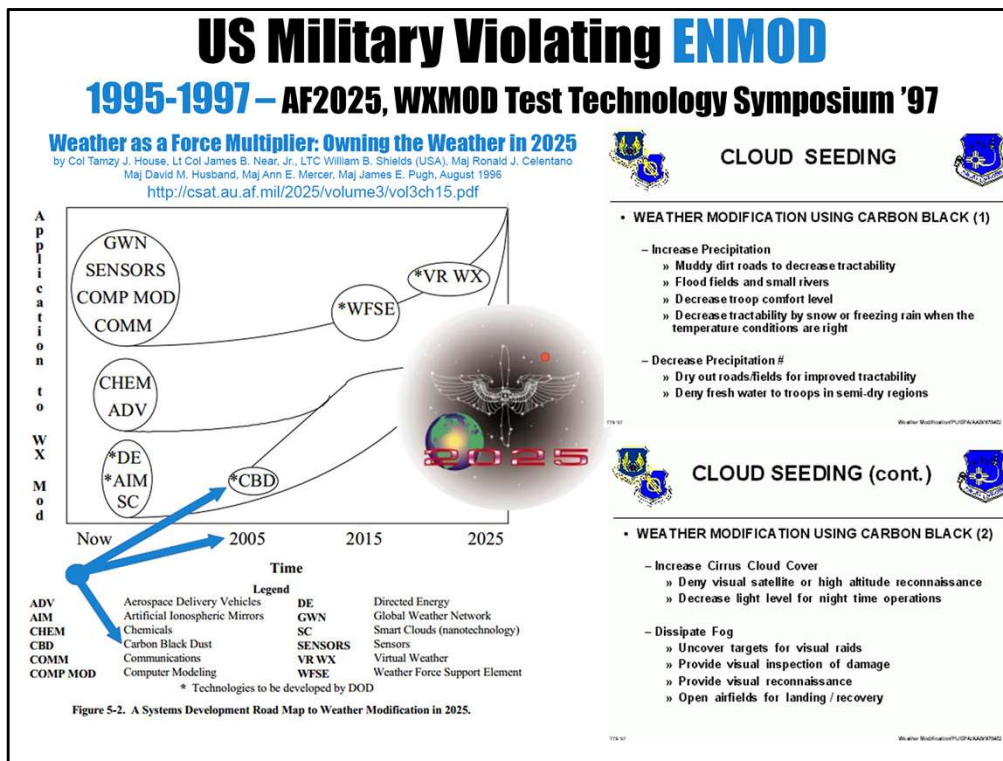 US Military Violating ENMOD
1995-1997 – AF2025, WXMOD Test Technology Symposium ’97
Weather as a Force Multiplier: Owning the Weather in 2025
by Col Tamzy J. House, Lt Col James B. Near, Jr., LTC William B. Shields (USA), Maj Ronald J. Celentano
Maj David M. Husband, Maj Ann E. Mercer, Maj James E. Pugh, August 1996
http://csat.au.af.mil/2025/volume3/vol3ch15.pdf
Application to WX Mod
GWN
SENSORS
COMP MOD
COMM
*WFSE
*VR WX
CHEM
ADV
*DE
*AIM
SC
*CBD
2025
Now 2005 2015 2025
Time
Legend
ADV Aerospace Delivery Vehicles DE Directed Energy
AIM Artificial Ionospheric Mirrors GWN Global Weather Network
CHEM Chemicals SC Smart Clouds (nanotechnology)
CBD Carbon Black Dust SENSORS Sensors
COMM Communications VR WX Virtual Weather
COMP MOD Computer Modeling WFSE Weather Force Support Element
* Technologies to be developed by DOD
Figure 5-2. A Systems Development Road Map to Weather Modification in 2025.
CLOUD SEEDING
• WEATHER MODIFICATION USING CARBON BLACK (1)
– Increase Precipitation
» Muddy dirt roads to decrease tractability
» Flood fields and small rivers
» Decrease troop comfort level
» Decrease tractability by snow or freezing rain when the
temperature conditions are right
– Decrease Precipitation #
» Dry out roads/fields for improved tractability
» Deny fresh water to troops in semi-dry regions
CLOUD SEEDING (cont.)
• WEATHER MODIFICATION USING CARBON BLACK (2)
– Increase Cirrus Cloud Cover
» Deny visual satellite or high altitude reconnaissance
» Decrease light level for night time operations
– Dissipate Fog
» Uncover targets for visual raids
» Provide visual inspection of damage
» Provide visual reconnaissance
» Open airfields for landing / recovery